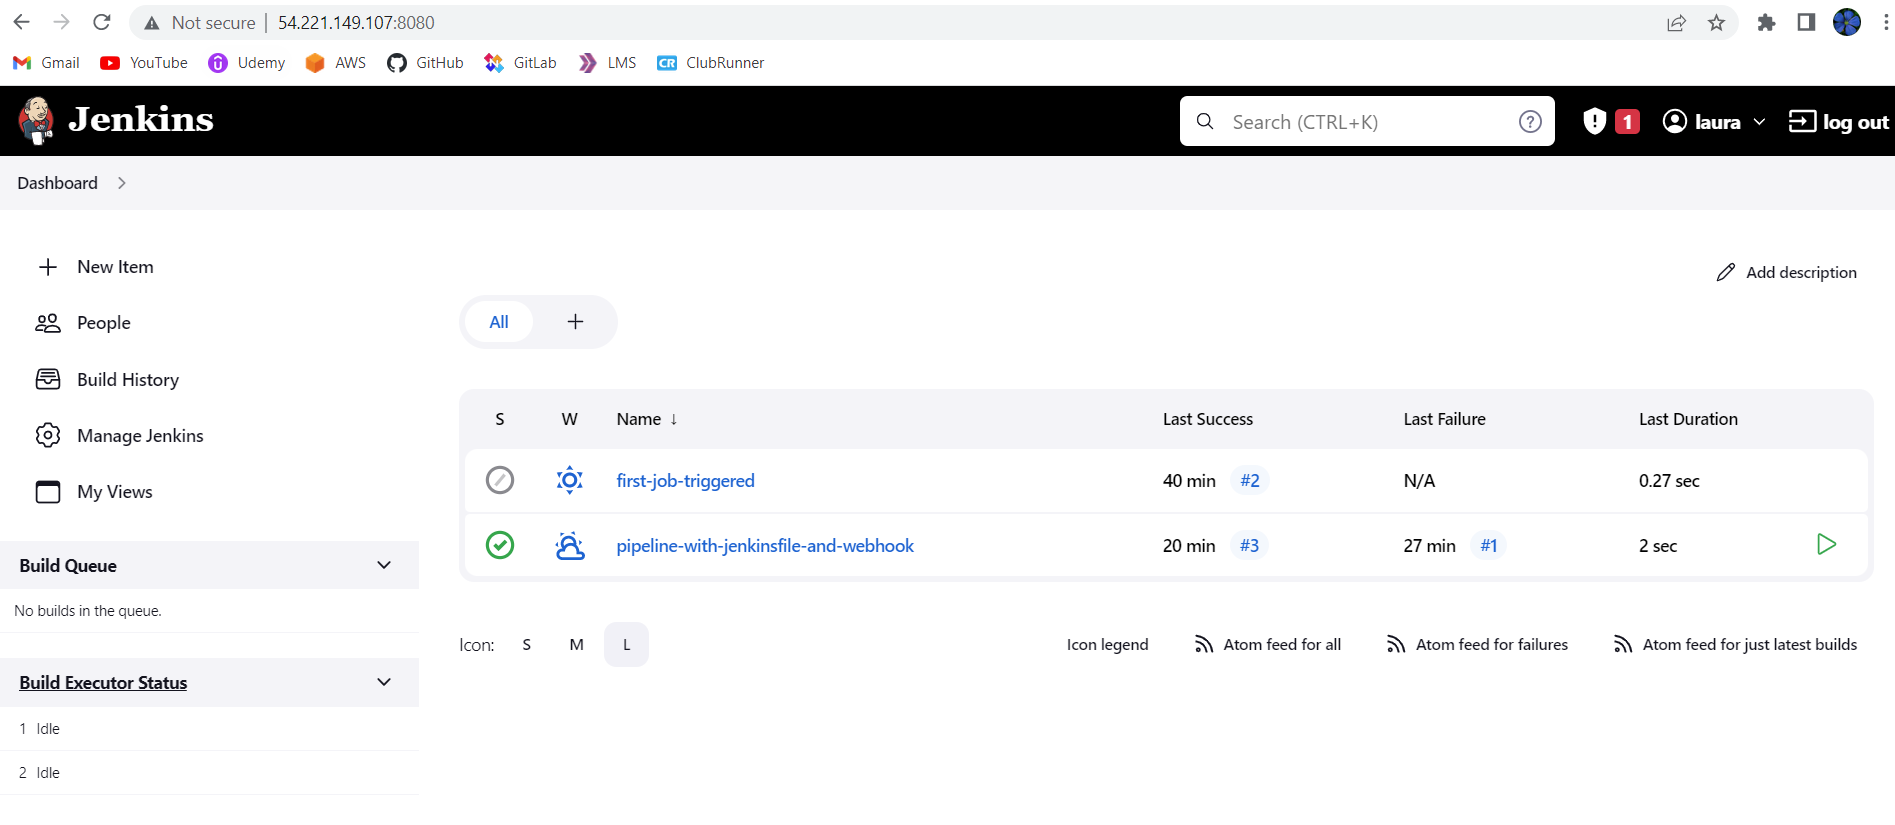 Not secure | 54.221.149.107:8080
Gmail YouTube Udemy AWS GitHub GitLab LMS CR ClubRunner
Jenkins Search (CTRL+K) ? 1 laura log out
Dashboard
New Item
People
Build History
Manage Jenkins
My Views
Build Queue
No builds in the queue.
Build Executor Status
1 Idle
2 Idle
Add description
All +
S W Name ↓ Last Success Last Failure Last Duration
first-job-triggered 40 min #2 N/A 0.27 sec
pipeline-with-jenkinsfile-and-webhook 20 min #3 27 min #1 2 sec
Icon: S M L Icon legend Atom feed for all Atom feed for failures Atom feed for just latest builds